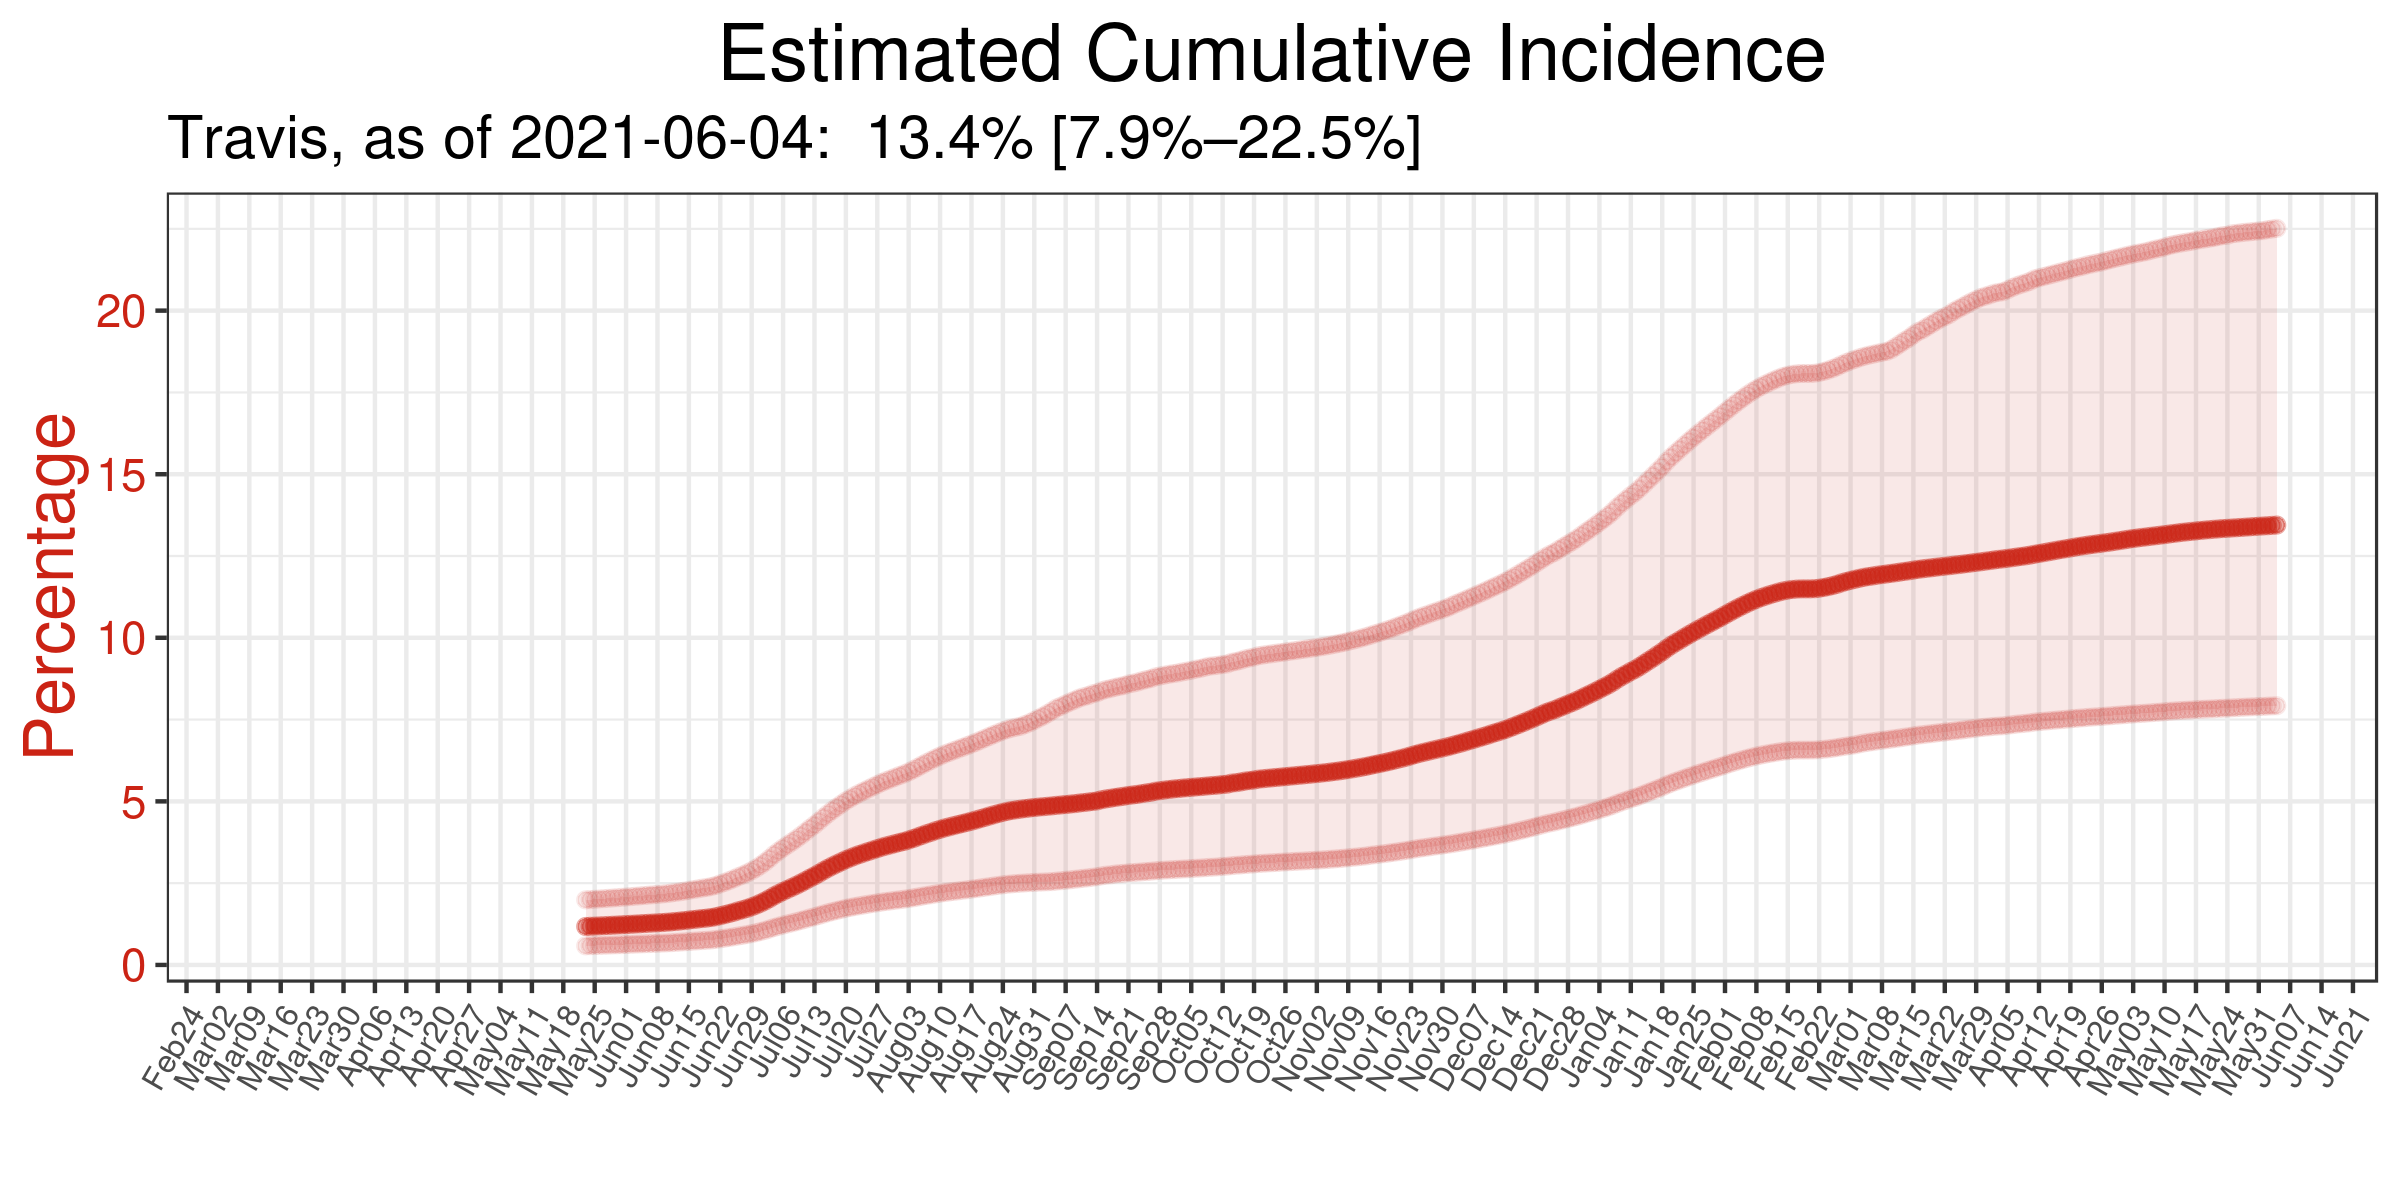 Estimated Cumulative Incidence
Travis, as of 2021-06-04:  13.4% [7.9%–22.5%]
Percentage
20
15
10
5
0
Feb24
Mar02
Mar09
Mar16
Mar23
Mar30
Apr06
Apr13
Apr20
Apr27
May04
May11
May18
May25
Jun01
Jun08
Jun15
Jun22
Jun29
Jul06
Jul13
Jul20
Jul27
Aug03
Aug10
Aug17
Aug24
Aug31
Sep07
Sep14
Sep21
Sep28
Oct05
Oct12
Oct19
Oct26
Nov02
Nov09
Nov16
Nov23
Nov30
Dec07
Dec14
Dec21
Dec28
Jan04
Jan11
Jan18
Jan25
Feb01
Feb08
Feb15
Feb22
Mar01
Mar08
Mar15
Mar22
Mar29
Apr05
Apr12
Apr19
Apr26
May03
May10
May17
May24
May31
Jun07
Jun14
Jun21